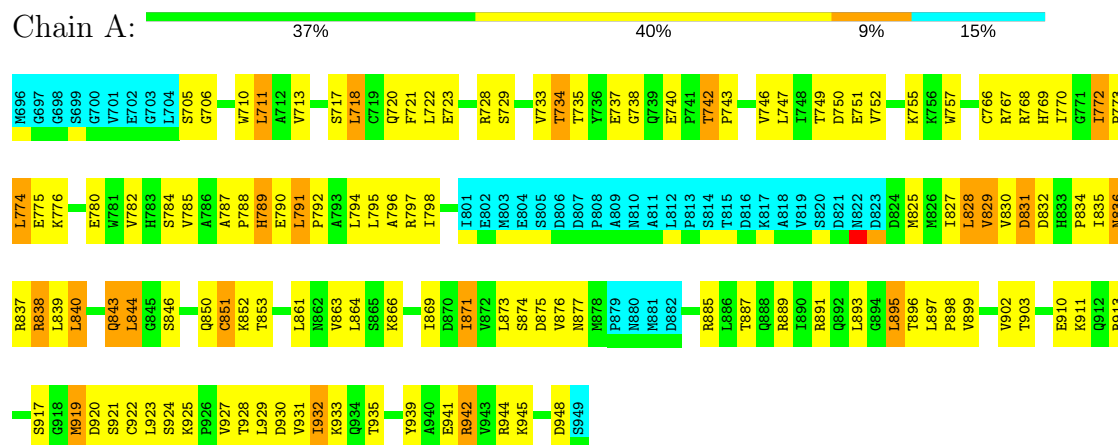 Chain A:
37% 40% 9% 15%
M696 G697 G698 S699 G700 V701 E702 G703 L704 S705 G706 W710 L711 A712 V713 S717 L718 C719 Q720 F721 L722 E723 R728 S729 V733 T734 T735 Y736 E737 G738 Q739 E740 P741 T742 P743 V746 L747 I748 T749 D750 E751 V752 K755 K756 W757 C766 R767 R768 H769 I770 G771 I772
L774 E775 K776 E780 W781 V782 H783 S784 V785 A786 A787 P788 H789 E790 L791 P792 A793 L794 L795 A796 R797 I798 I801 E802 M803 E804 S805 D806 D807 P808 A809 N810 A811 L812 P813 S814 T815 D816 K817 A818 V819 S820 D821 N822 D823 D824 M825 M826 I827 L828 V829 V830 D831 D832 H833 P834 I835 N836
R837 R838 L839 L840 Q843 L844 G845 S846 Q850 C851 K852 T853 L861 N862 V863 L864 S865 K866 I869 D870 I871 V872 L873 S874 D875 V876 N877 M878 P879 N880 M881 D882 R885 L886 T887 Q888 R889 I890 R891 Q892 L893 G894 L895 T896 L897 P898 V899 V902 T903 E910 K911 Q912
S917 G918 M919 D920 S921 C922 L923 S924 K925 P926 V927 T928 L929 D930 V931 I932 K933 Q934 T935 Y939 A940 E941 R942 V943 R944 K945 D948 S949